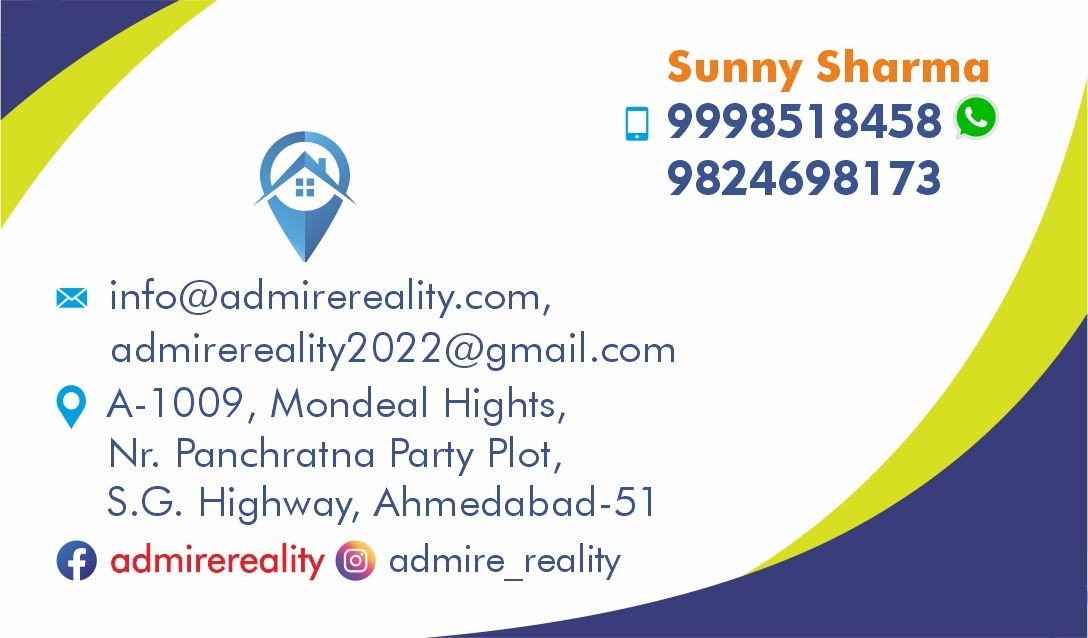 Sunny Sharma
9998518458
9824698173
info@admirereality.com,
admirereality2022@gmail.com
A-1009, Mondeal Hights,
Nr. Panchratna Party Plot,
S.G. Highway, Ahmedabad-51
admirereality admire_reality